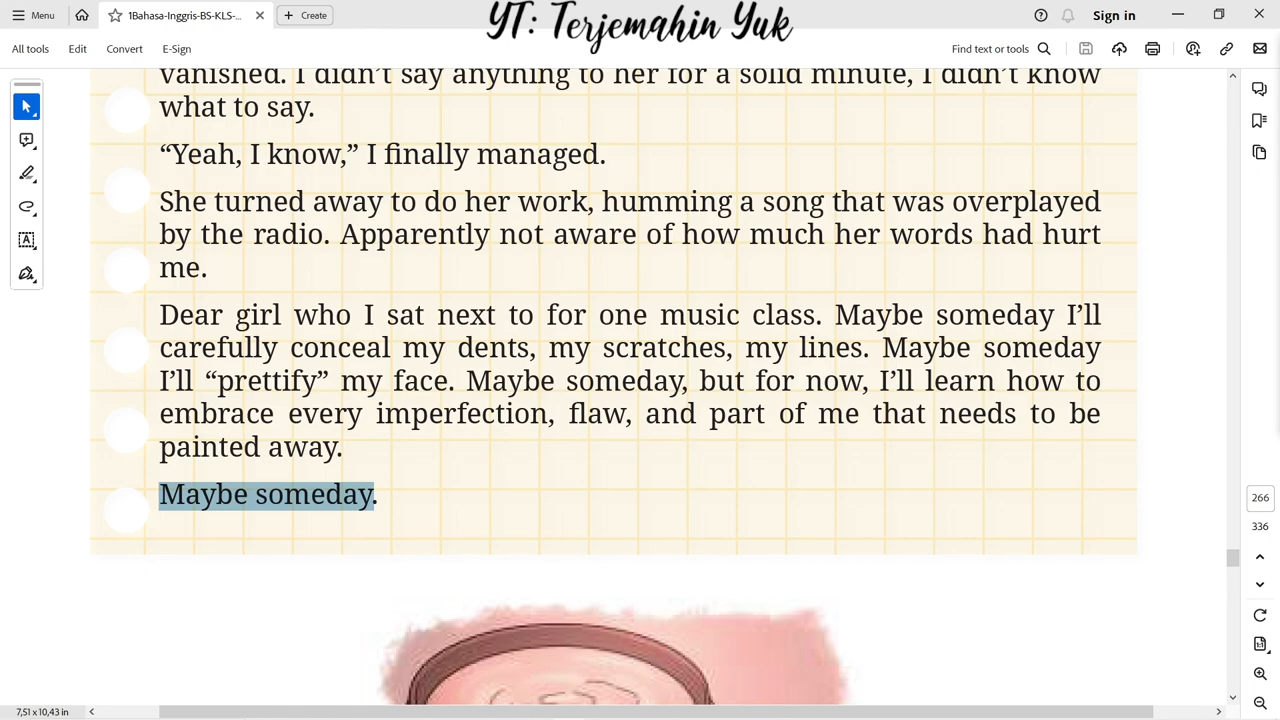 Menu
1Bahasa-Inggris-BS-KLS-...
Create
YT: Terjemahin Yuk
Sign in
All tools
Edit
Convert
E-Sign
Find text or tools
vanished. I didn't say anything to her for a solid minute, I didn't know
what to say.
“Yeah, I know,” I finally managed.
She turned away to do her work, humming a song that was overplayed
by the radio. Apparently not aware of how much her words had hurt
me.
Dear girl who I sat next to for one music class. Maybe someday I’ll
carefully conceal my dents, my scratches, my lines. Maybe someday
I’ll “prettify” my face. Maybe someday, but for now, I’ll learn how to
embrace every imperfection, flaw, and part of me that needs to be
painted away.
Maybe someday.
266
336
7,51 x 10,43 in